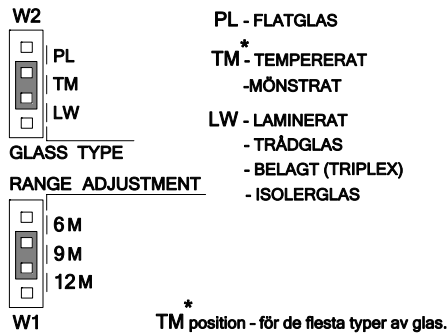 W2
PL
TM
LW
GLASS TYPE
PL - FLATGLAS
TM* - TEMPERERAT
-MÖNSTRAT
LW - LAMINERAT
- TRÅDGLAS
- BELAGT (TRIPLEX)
- ISOLERGLAS
RANGE ADJUSTMENT
6M
9M
12M
W1
TM* position - för de flesta typer av glas.